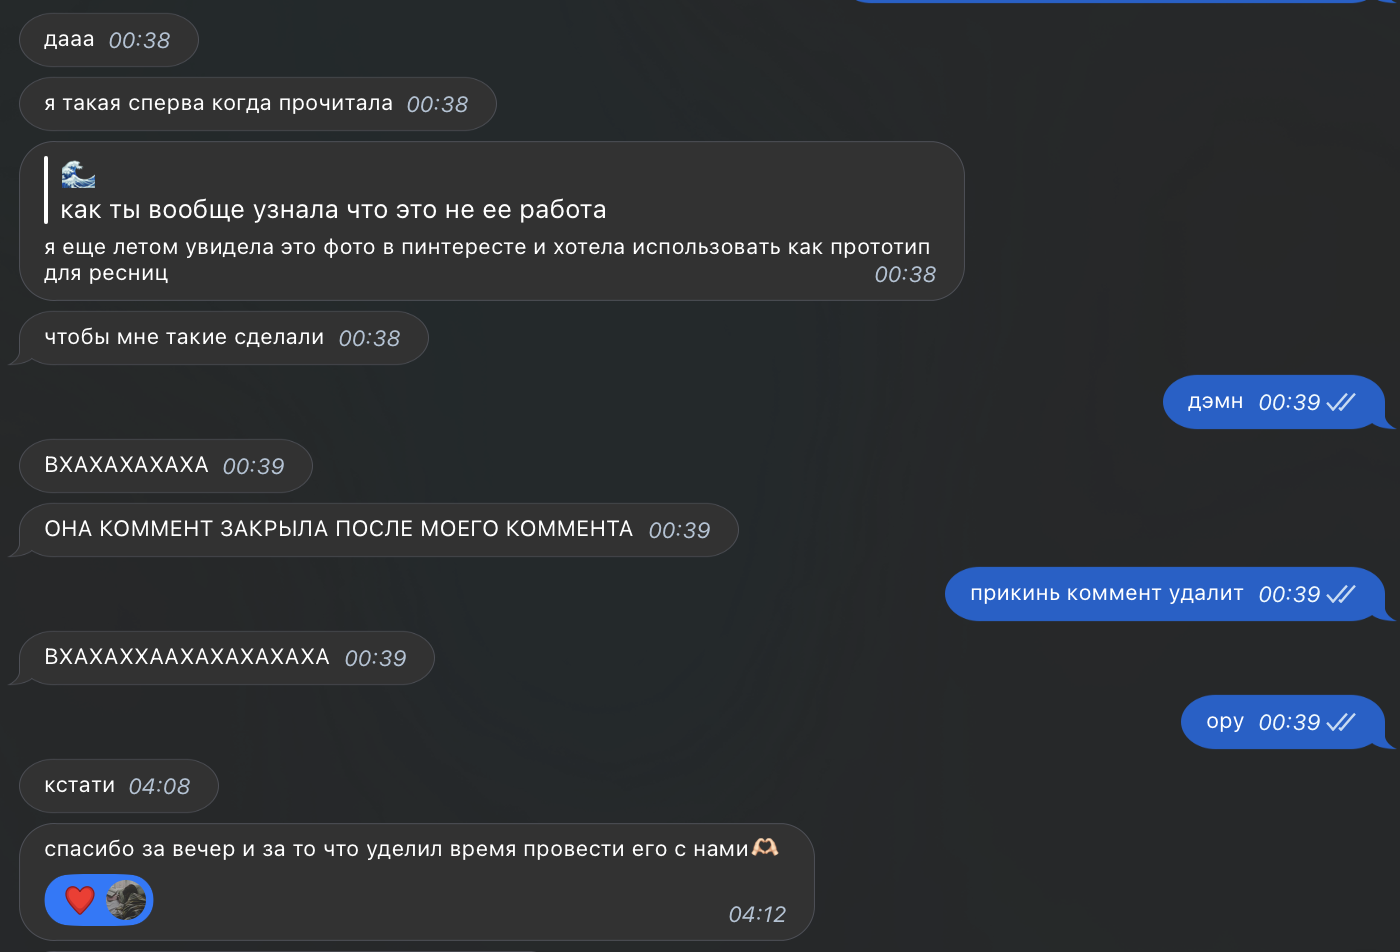 дааа 00:38
я такая сперва когда прочитала 00:38
🌊
как ты вообще узнала что это не ее работа
я еще летом увидела это фото в пинтересте и хотела использовать как прототип
для ресниц 00:38
чтобы мне такие сделали 00:38
дэмн 00:39
ВХАХАХАХАХА 00:39
ОНА КОММЕНТ ЗАКРЫЛА ПОСЛЕ МОЕГО КОММЕНТА 00:39
прикинь коммент удалит 00:39
ВХАХАХХААХАХАХАХАХА 00:39
ору 00:39
кстати 04:08
спасибо за вечер и за то что уделил время провести его с нами🫶🏻
04:12